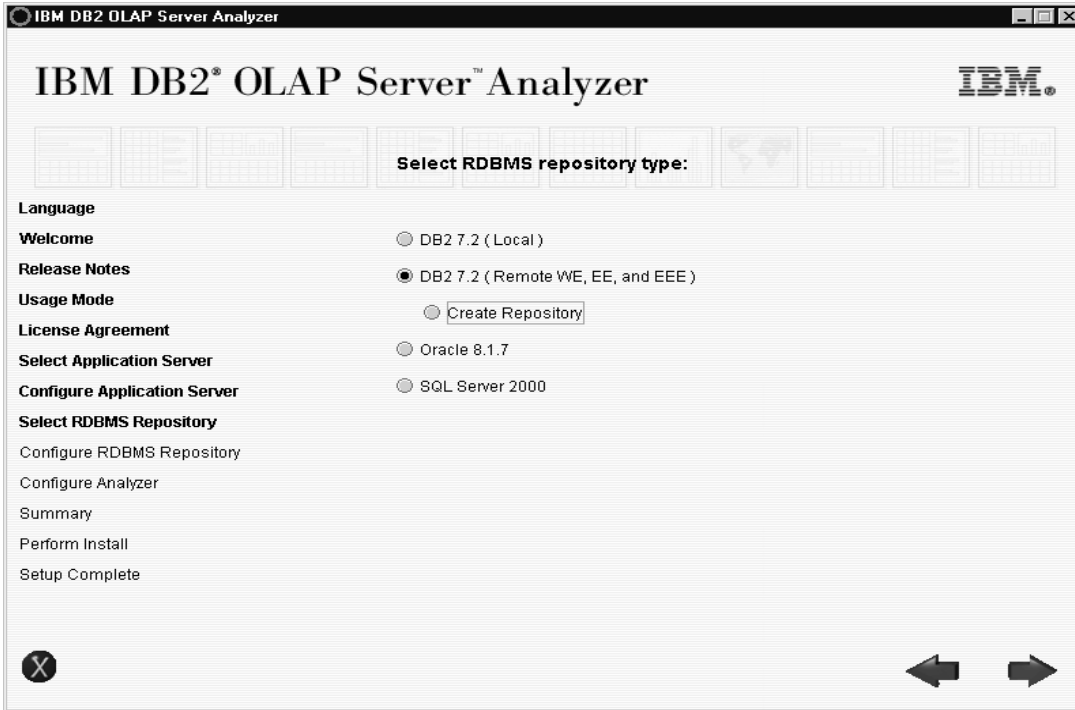 IBM DB2 OLAP Server Analyzer
IBM DB2® OLAP Server™ Analyzer
IBM®
Select RDBMS repository type:
Language
Welcome
Release Notes
Usage Mode
License Agreement
Select Application Server
Configure Application Server
Select RDBMS Repository
Configure RDBMS Repository
Configure Analyzer
Summary
Perform Install
Setup Complete
DB2 7.2 ( Local )
DB2 7.2 ( Remote WE, EE, and EEE )
Create Repository
Oracle 8.1.7
SQL Server 2000
X